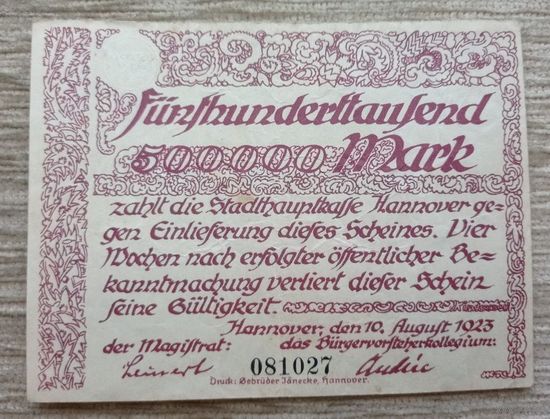 Fünfhunderttausend
500000 Mark
zahlt die Stadthauptkasse Hannover ge=
gen Einlieferung dieses Scheines. Vier
Wochen nach erfolgter öffentlicher Be=
kanntmachung verliert dieser Schein
seine Gültigkeit.
Hannover, den 10. August 1923
der Magistrat: das Bürgervorsteherkollegium:
Leinert 081027
Druck: Gebrüder Jänecke, Hannover.